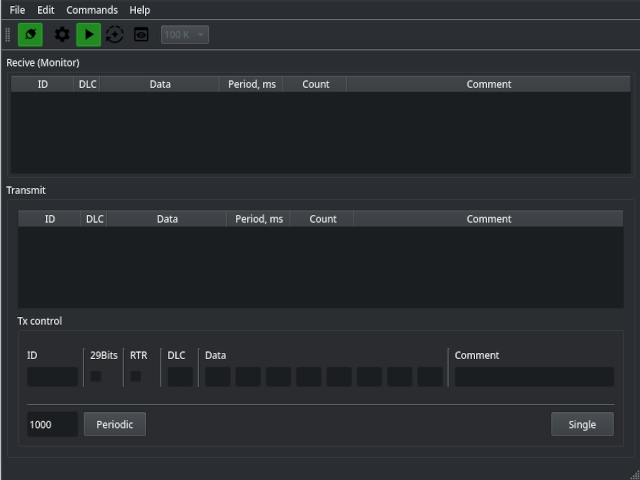 File Edit Commands Help
100 K
Recive (Monitor)
ID DLC Data Period, ms Count Comment
Transmit
ID DLC Data Period, ms Count Comment
Tx control
ID 29Bits RTR DLC Data Comment
1000 Periodic Single